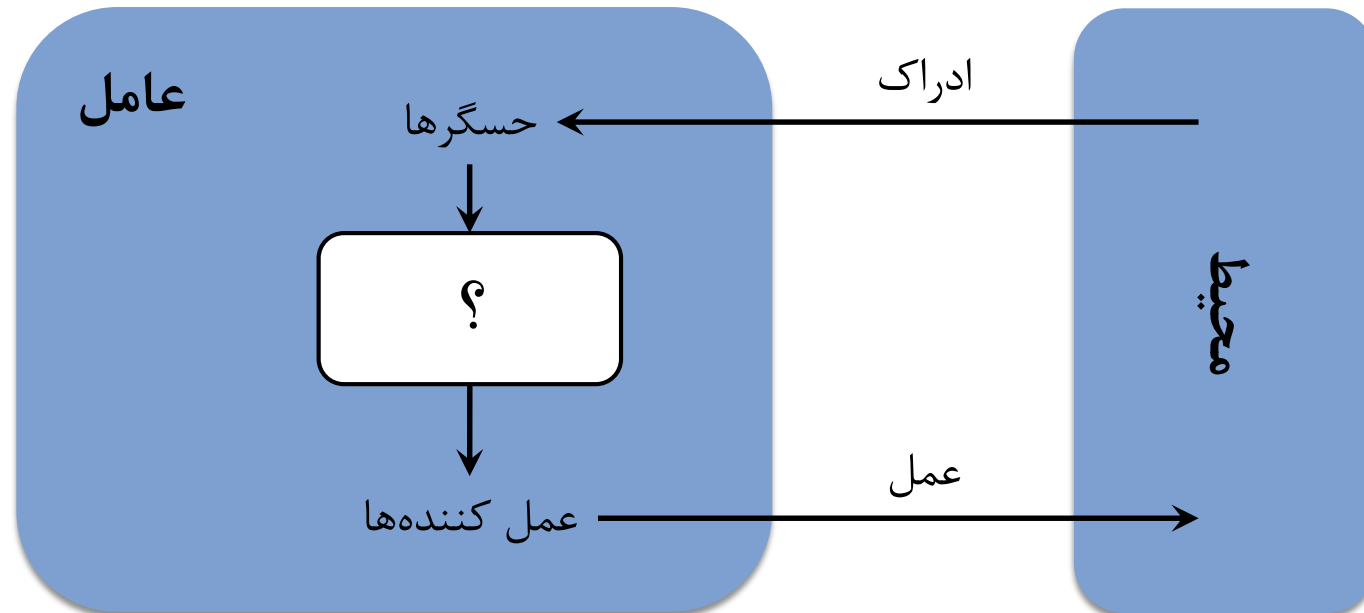 ادراک
عامل
حسگرها
محیط
؟
عمل
عمل کننده‌ها